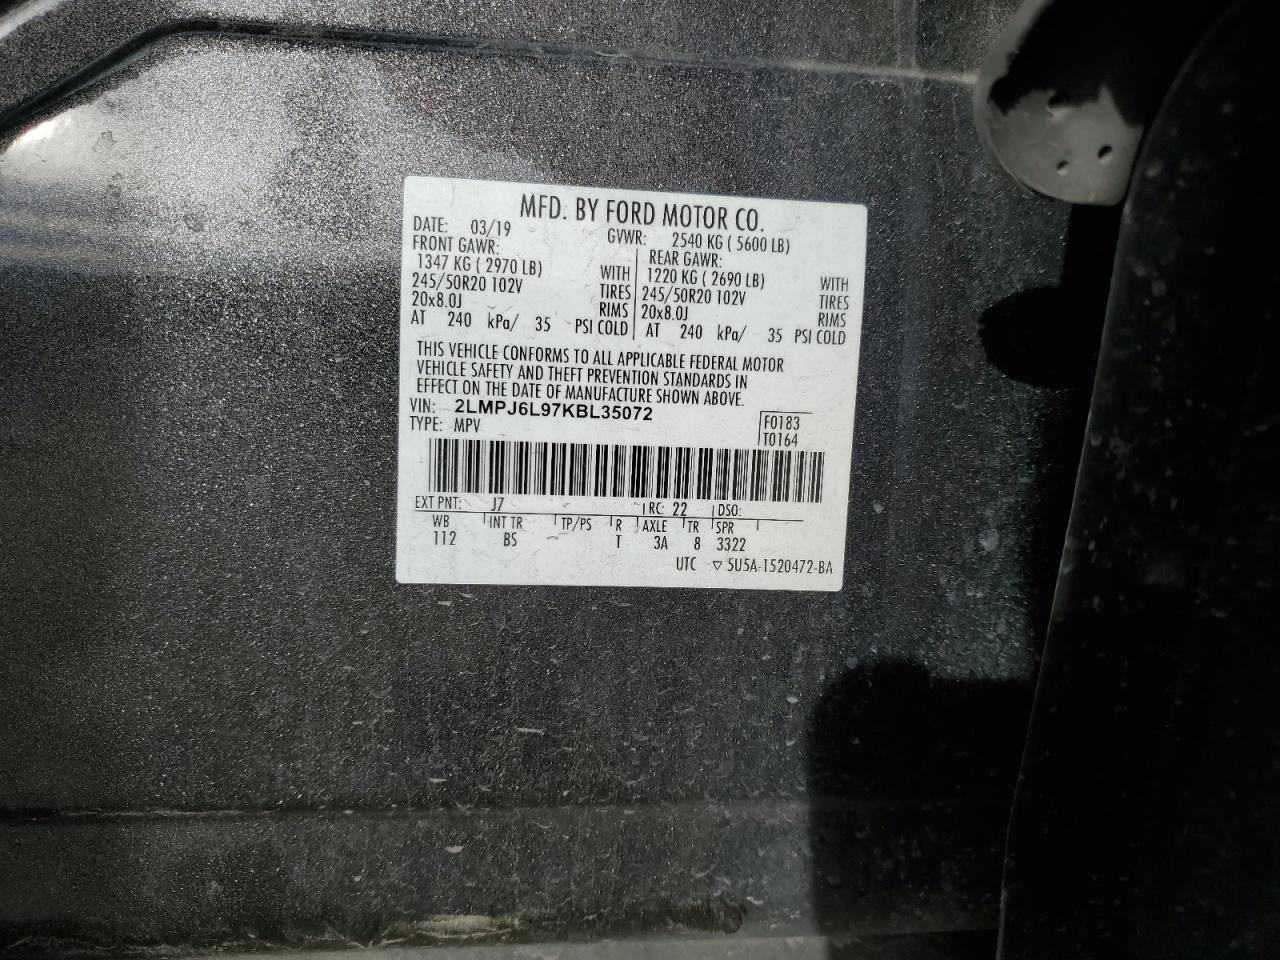 MFD. BY FORD MOTOR CO.
DATE: 03/19 GVWR: 2540 KG ( 5600 LB)
FRONT GAWR: REAR GAWR:
1347 KG ( 2970 LB) WITH 1220 KG ( 2690 LB) WITH
245/50R20 102V TIRES 245/50R20 102V TIRES
20x8.0J RIMS 20x8.0J RIMS
AT 240 kPa/ 35 PSI COLD AT 240 kPa/ 35 PSI COLD
THIS VEHICLE CONFORMS TO ALL APPLICABLE FEDERAL MOTOR
VEHICLE SAFETY AND THEFT PREVENTION STANDARDS IN
EFFECT ON THE DATE OF MANUFACTURE SHOWN ABOVE.
VIN: 2LMPJ6L97KBL35072 F0183
TYPE: MPV T0164
EXT PNT: J7 RC: 22 DSO:
WB INT TR TP/PS R AXLE TR SPR
112 BS T 3A 8 3322
UTC ▽ 5U5A-1520472-BA